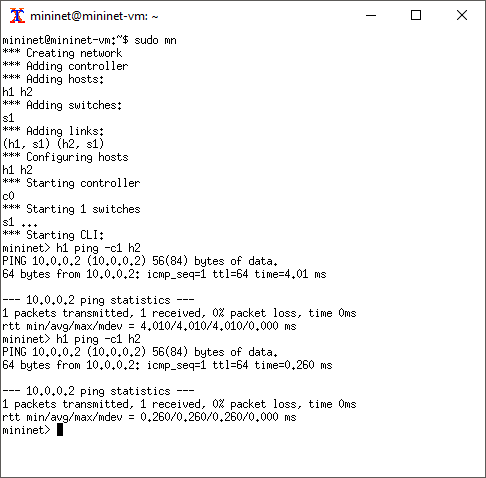 mininet@mininet-vm: ~
mininet@mininet-vm:~$ sudo mn
*** Creating network
*** Adding controller
*** Adding hosts:
h1 h2
*** Adding switches:
s1
*** Adding links:
(h1, s1) (h2, s1)
*** Configuring hosts
h1 h2
*** Starting controller
c0
*** Starting 1 switches
s1 ...
*** Starting CLI:
mininet> h1 ping -c1 h2
PING 10.0.0.2 (10.0.0.2) 56(84) bytes of data.
64 bytes from 10.0.0.2: icmp_seq=1 ttl=64 time=4.01 ms

--- 10.0.0.2 ping statistics ---
1 packets transmitted, 1 received, 0% packet loss, time 0ms
rtt min/avg/max/mdev = 4.010/4.010/4.010/0.000 ms
mininet> h1 ping -c1 h2
PING 10.0.0.2 (10.0.0.2) 56(84) bytes of data.
64 bytes from 10.0.0.2: icmp_seq=1 ttl=64 time=0.260 ms

--- 10.0.0.2 ping statistics ---
1 packets transmitted, 1 received, 0% packet loss, time 0ms
rtt min/avg/max/mdev = 0.260/0.260/0.260/0.000 ms
mininet>